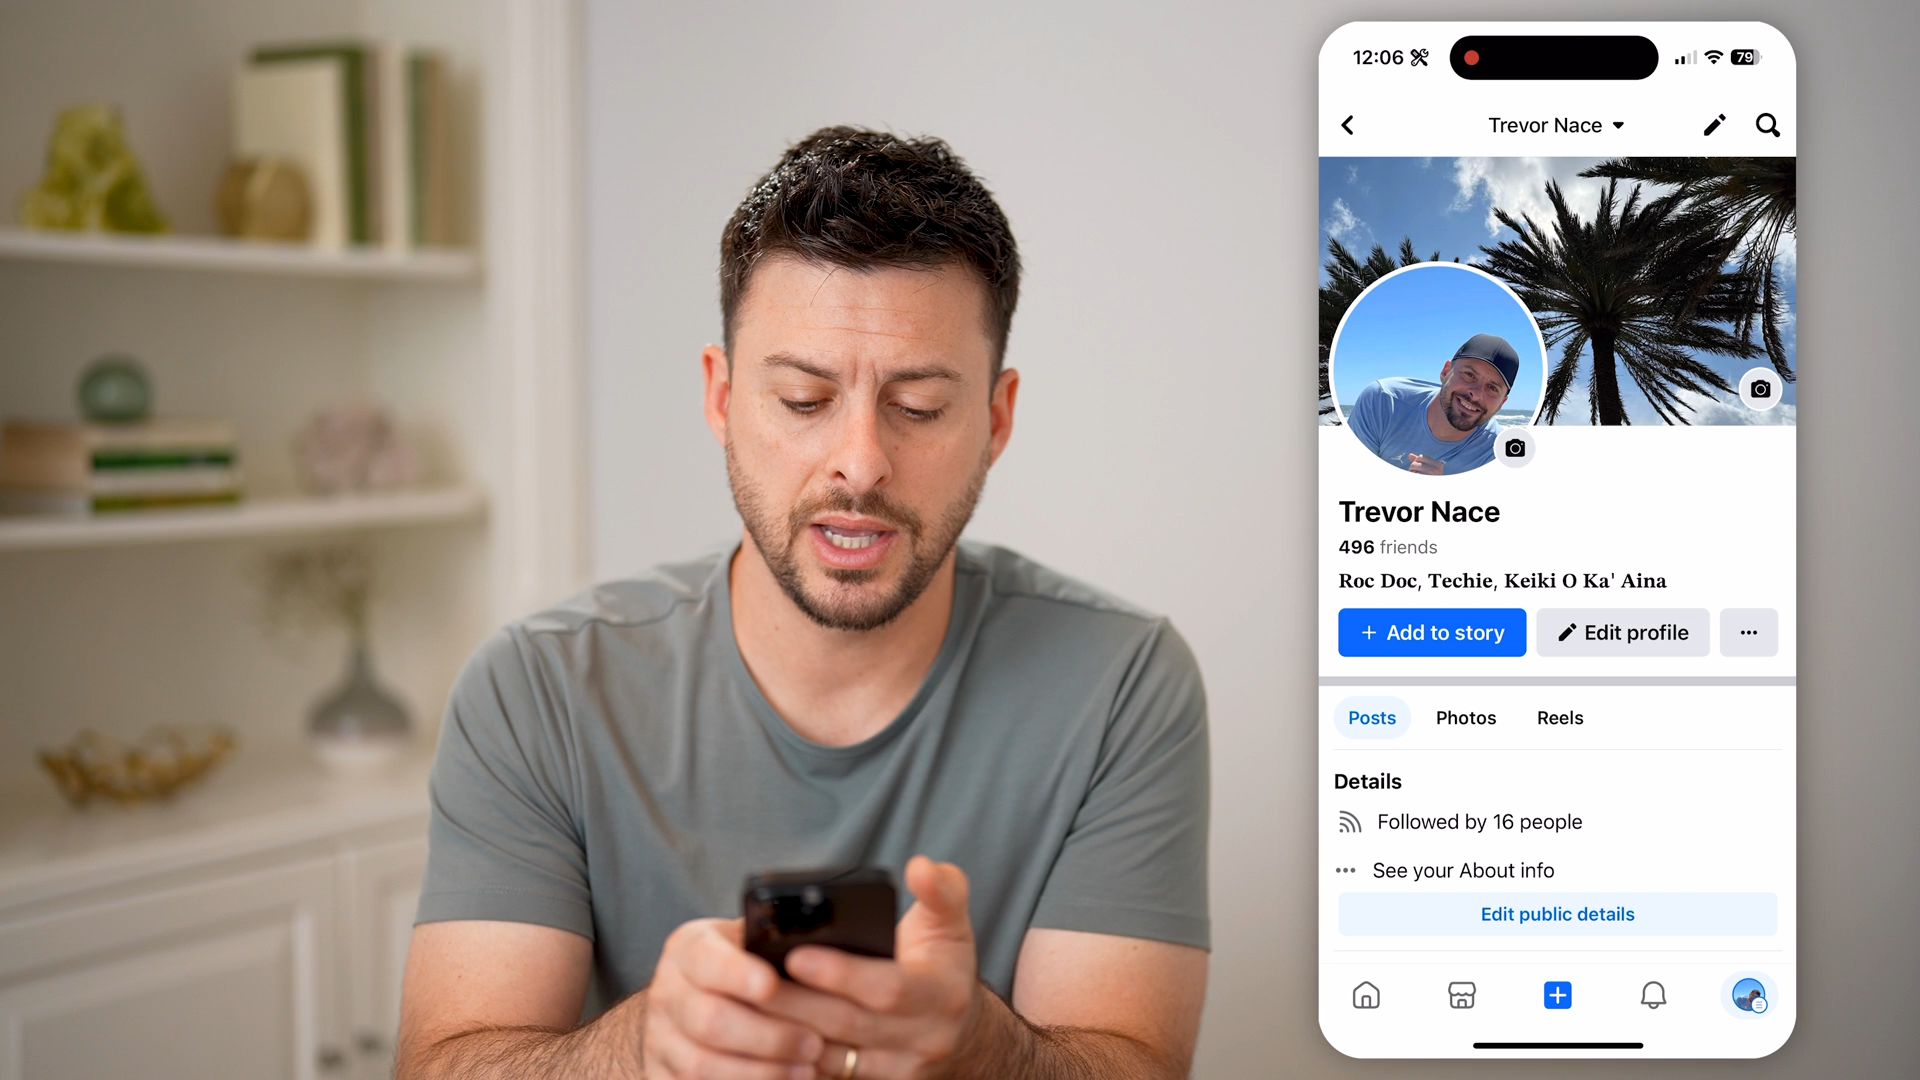 12:06
79
Trevor Nace
Trevor Nace
496 friends
Roc Doc, Techie, Keiki O Ka' Aina
+ Add to story
Edit profile
Posts
Photos
Reels
Details
Followed by 16 people
See your About info
Edit public details